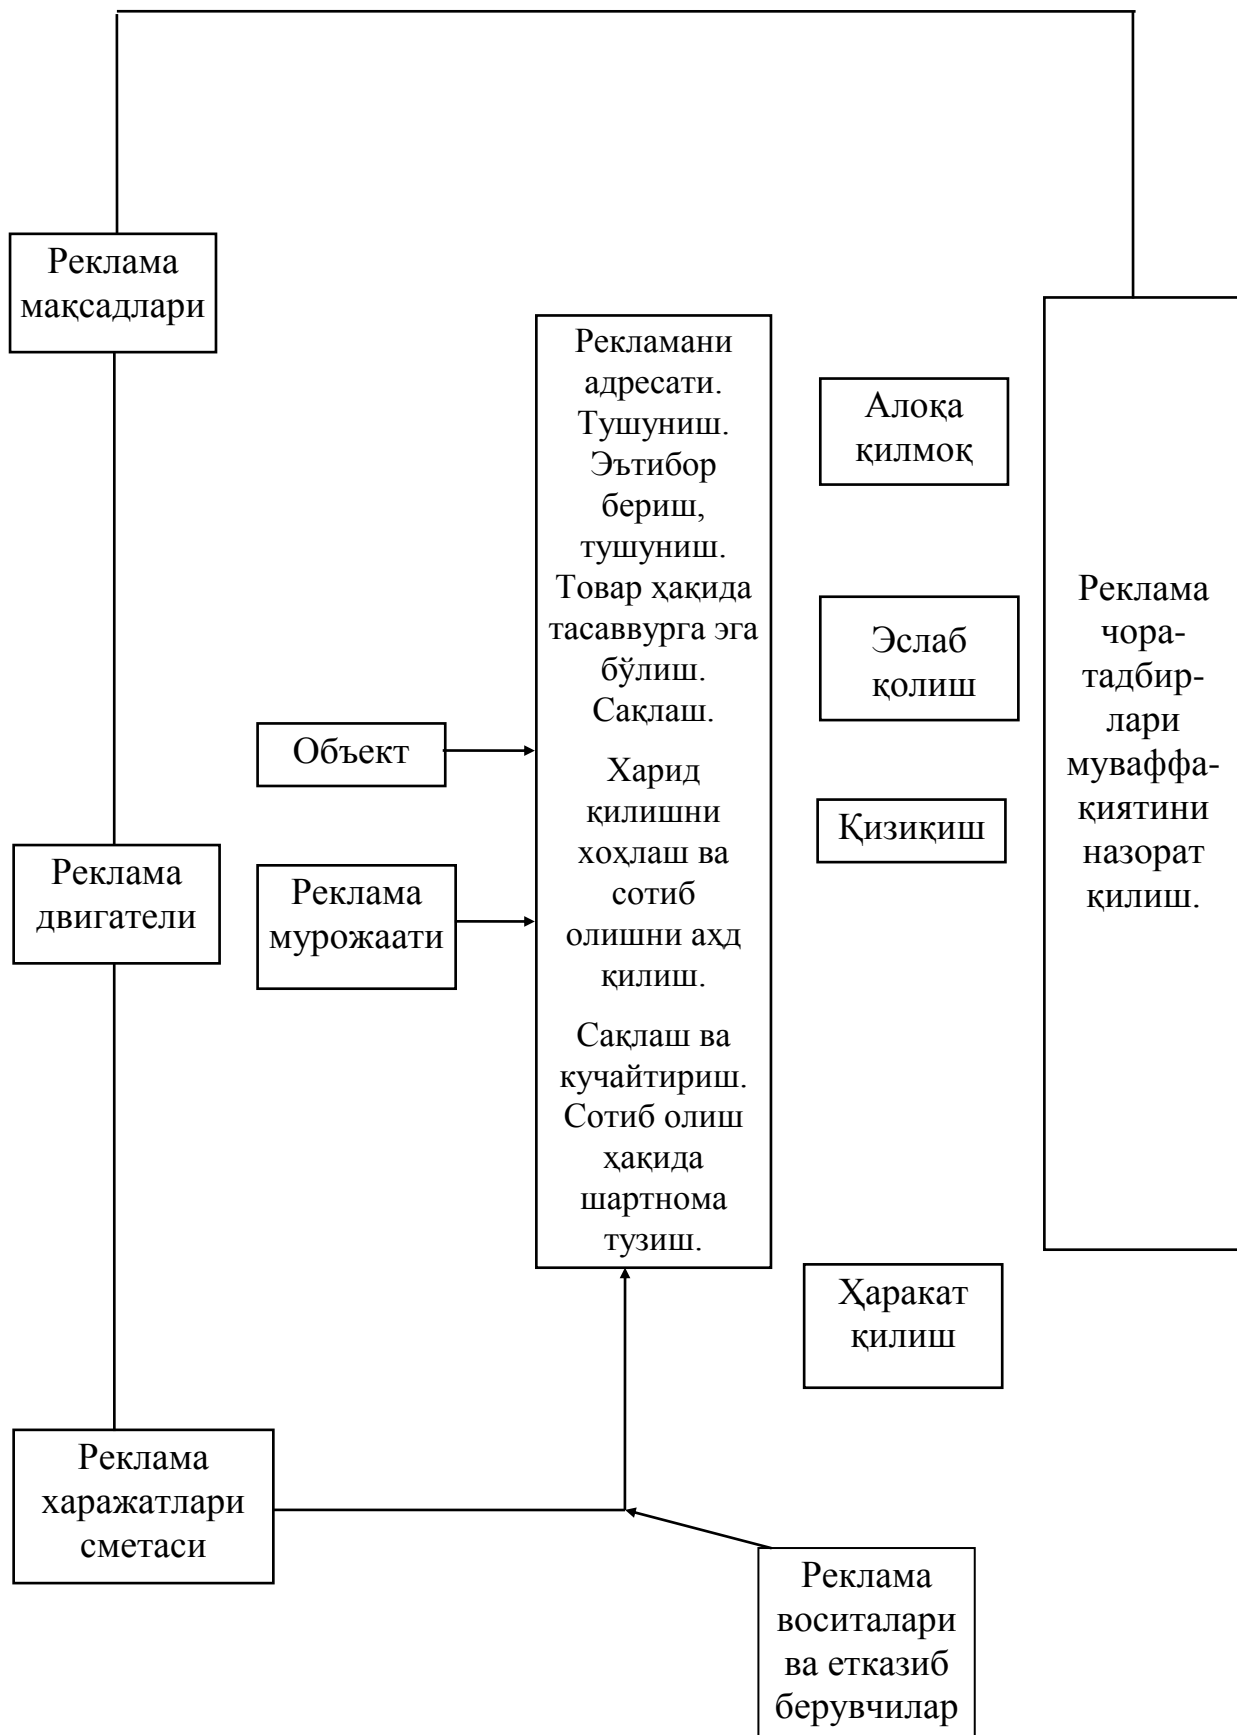 Реклама
мақсадлари
Рекламани
адресати.
Тушуниш.
Эътибор
бериш,
тушуниш.
Товар ҳақида
тасаввурга эга
бўлиш.
Сақлаш.
Харид
қилишни
хоҳлаш ва
сотиб
олишни аҳд
қилиш.
Сақлаш ва
кучайтириш.
Сотиб олиш
ҳақида
шартнома
тузиш.
Алоқа
қилмоқ
Эслаб
қолиш
Қизиқиш
Ҳаракат
қилиш
Реклама
чора-
тадбир-
лари
муваффа-
қиятини
назорат
қилиш.
Объект
Реклама
двигатели
Реклама
мурожаати
Реклама
харажатлари
сметаси
Реклама
воситалари
ва етказиб
берувчилар